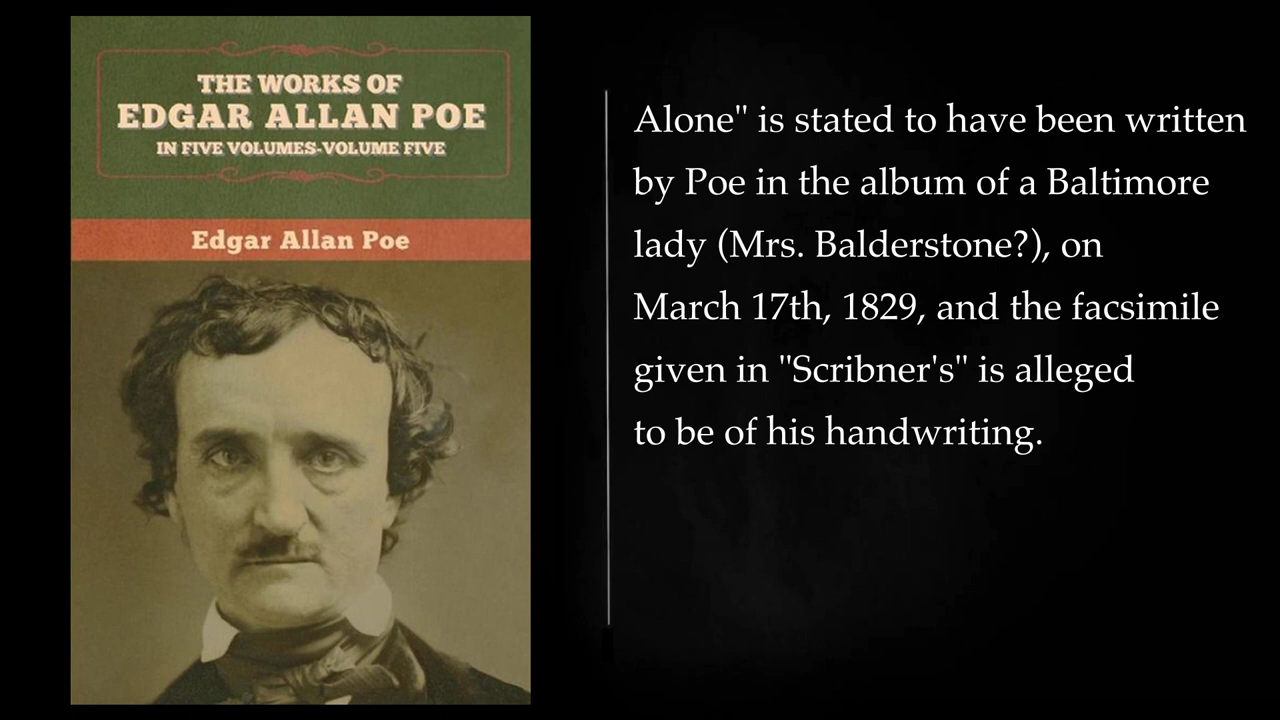 THE WORKS OF
EDGAR ALLAN POE
IN FIVE VOLUMES-VOLUME FIVE
Edgar Allan Poe
Alone" is stated to have been written
by Poe in the album of a Baltimore
lady (Mrs. Balderstone?), on
March 17th, 1829, and the facsimile
given in "Scribner's" is alleged
to be of his handwriting.